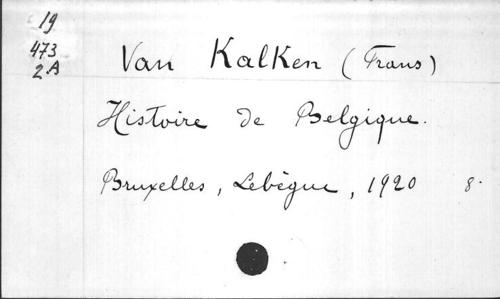 19
473
2.A
Van Kalken (Frans)
Histoire de Belgique.
Bruxelles, Lebègue, 1920 8.